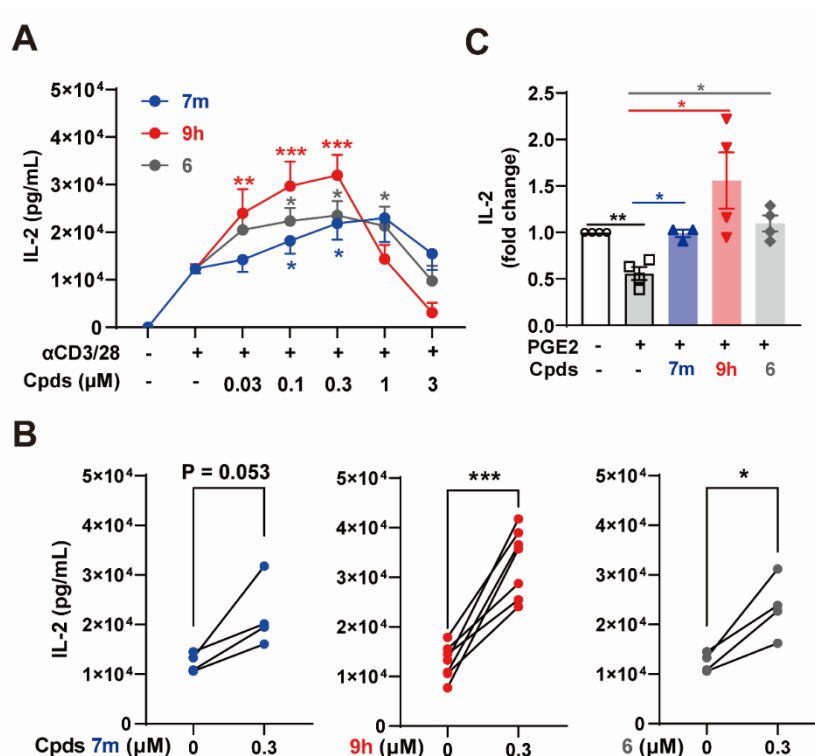 A
IL-2 (pg/mL)
5×10⁴
4×10⁴
3×10⁴
2×10⁴
1×10⁴
0
7m
9h
6
** *** ***
* * *
* *
αCD3/28 - + + + + + +
Cpds (μM) - - 0.03 0.1 0.3 1 3
C
IL-2
(fold change)
2.5
2.0
1.5
1.0
0.5
0.0
*
*
*
**
PGE2 - + + + +
Cpds - - 7m 9h 6
B
IL-2 (pg/mL)
5×10⁴
4×10⁴
3×10⁴
2×10⁴
1×10⁴
0
P = 0.053
Cpds 7m (μM) 0 0.3
5×10⁴
4×10⁴
3×10⁴
2×10⁴
1×10⁴
0
***
9h (μM) 0 0.3
5×10⁴
4×10⁴
3×10⁴
2×10⁴
1×10⁴
0
*
6 (μM) 0 0.3